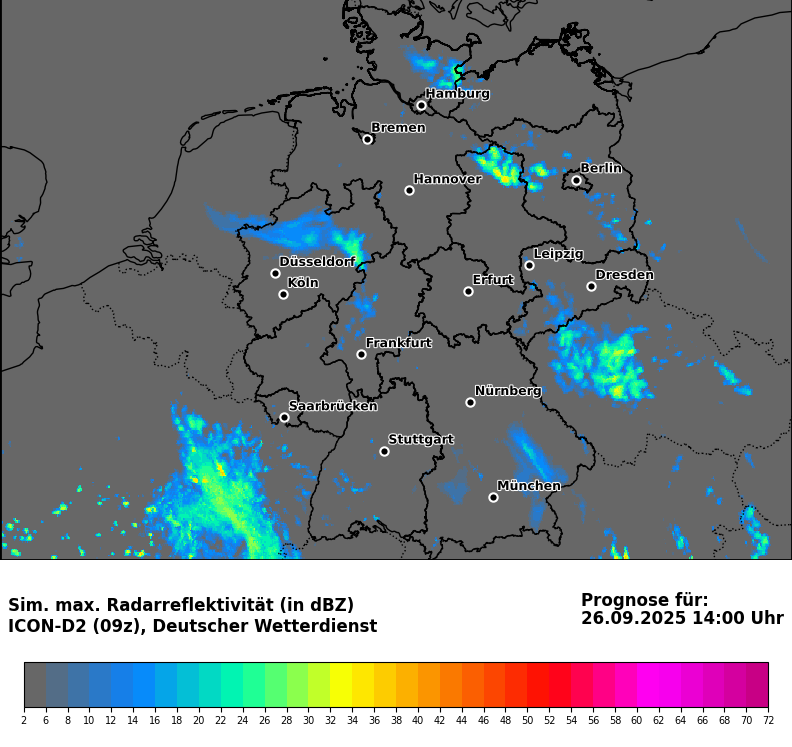 Hamburg
Bremen
Hannover
Berlin
Düsseldorf
Köln
Leipzig
Dresden
Erfurt
Frankfurt
Nürnberg
Saarbrücken
Stuttgart
München
Sim. max. Radarreflektivität (in dBZ)
ICON-D2 (09z), Deutscher Wetterdienst
Prognose für:
26.09.2025 14:00 Uhr
2 6 8 10 12 14 16 18 20 22 24 26 28 30 32 34 36 38 40 42 44 46 48 50 52 54 56 58 60 62 64 66 68 70 72